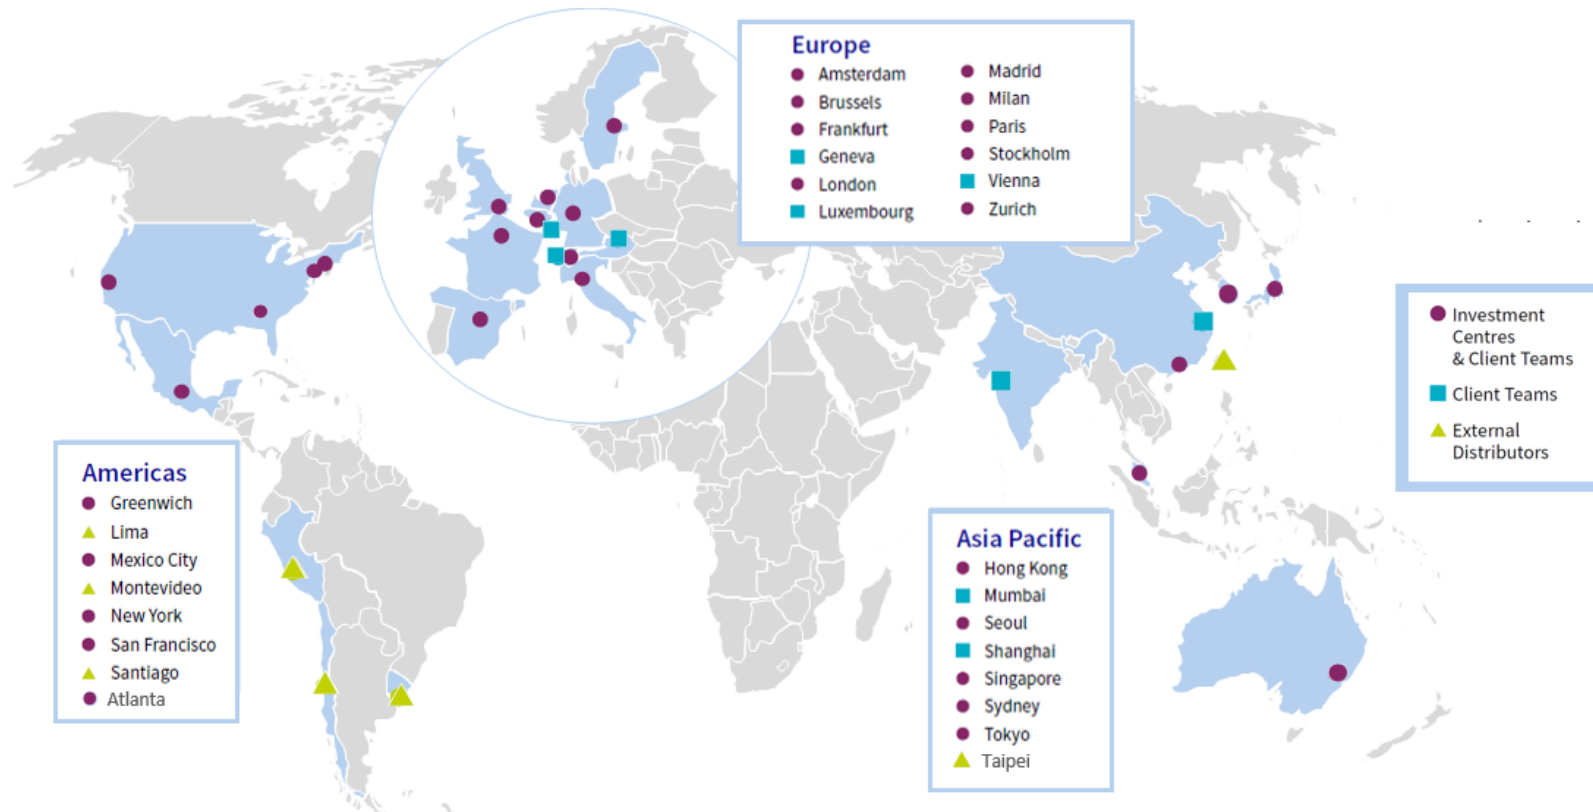 Europe
Amsterdam
Brussels
Frankfurt
Geneva
London
Luxembourg
Madrid
Milan
Paris
Stockholm
Vienna
Zurich
Investment
Centres
& Client Teams
Client Teams
External
Distributors
Americas
Greenwich
Lima
Mexico City
Montevideo
New York
San Francisco
Santiago
Atlanta
Asia Pacific
Hong Kong
Mumbai
Seoul
Shanghai
Singapore
Sydney
Tokyo
Taipei